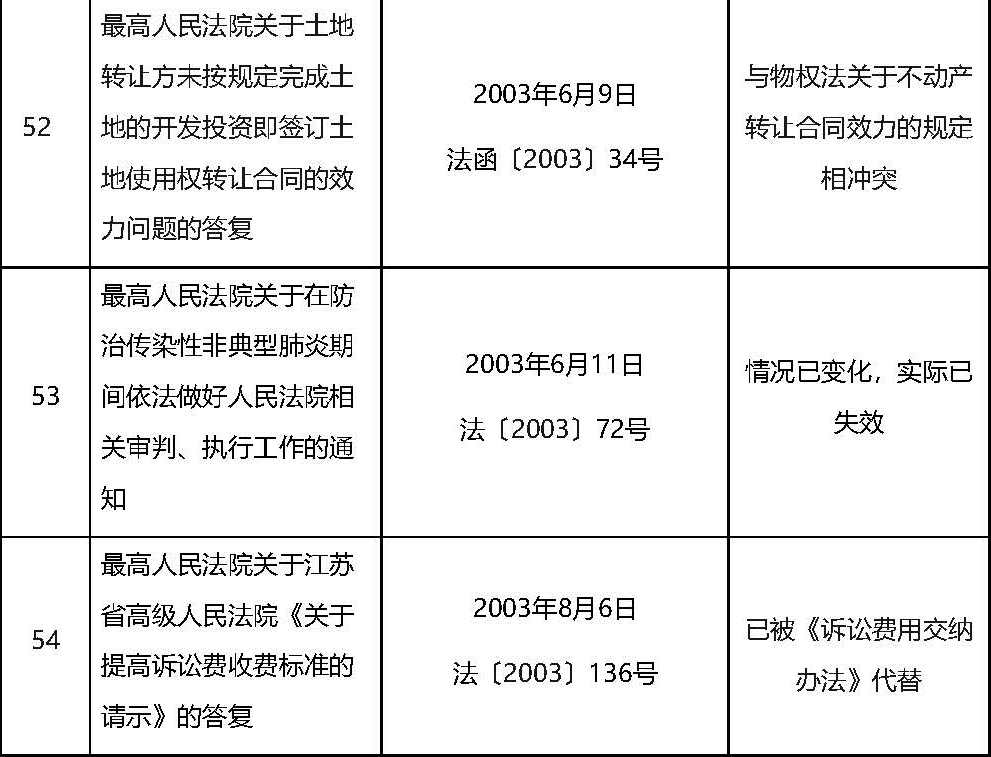 52
最高人民法院关于土地
转让方未按规定完成土
地的开发投资即签订土
地使用权转让合同的效
力问题的答复
2003年6月9日
法函〔2003〕34号
与物权法关于不动产
转让合同效力的规定
相冲突
53
最高人民法院关于在防
治传染性非典型肺炎期
间依法做好人民法院相
关审判、执行工作的通
知
2003年6月11日
法〔2003〕72号
情况已变化，实际已
失效
54
最高人民法院关于江苏
省高级人民法院《关于
提高诉讼费收费标准的
请示》的答复
2003年8月6日
法〔2003〕136号
已被《诉讼费用交纳
办法》代替